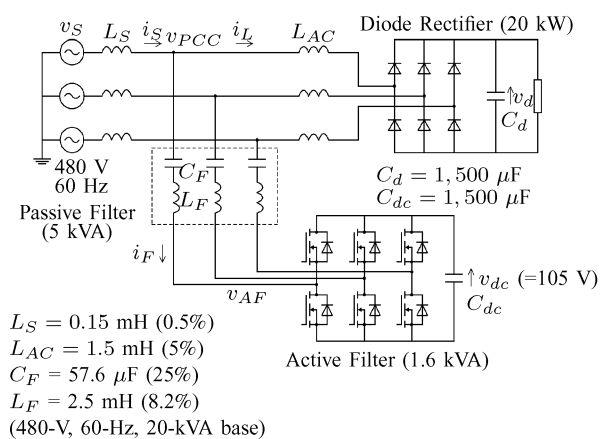 v_S L_S i_S v_PCC i_L L_AC
Diode Rectifier (20 kW)
v_d
C_d
480 V
60 Hz
Passive Filter
(5 kVA)
C_F
L_F
C_d = 1, 500 μF
C_dc = 1, 500 μF
i_F
v_AF
v_dc (=105 V)
C_dc
Active Filter (1.6 kVA)
L_S = 0.15 mH (0.5%)
L_AC = 1.5 mH (5%)
C_F = 57.6 μF (25%)
L_F = 2.5 mH (8.2%)
(480-V, 60-Hz, 20-kVA base)